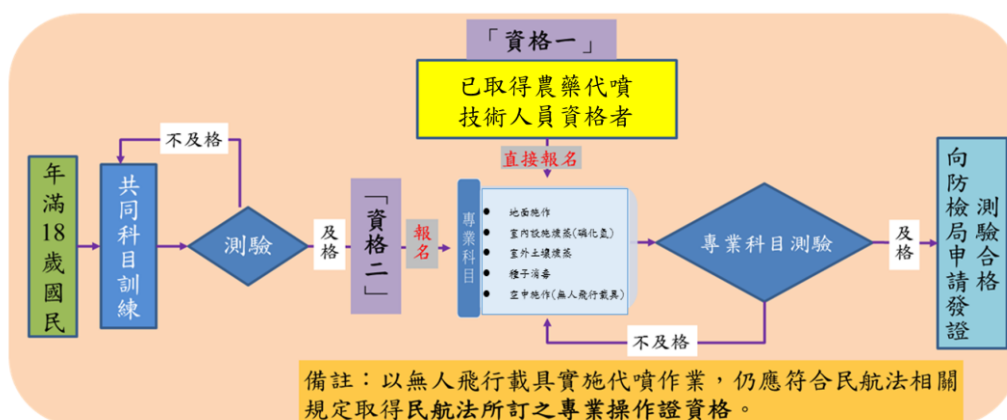 「資格一」
已取得農藥代噴
技術人員資格者
直接報名
年滿18歲國民
共同科目訓練
不及格
測驗
及格
「資格二」
報名
專業科目
地面施作
室內設施燻蒸(磷化氫)
室外土壤燻蒸
種子消毒
空中施作(無人飛行載具)
專業科目測驗
不及格
及格
測驗合格
向防檢局申請發證
備註：以無人飛行載具實施代噴作業，仍應符合民航法相關
規定取得民航法所訂之專業操作證資格。